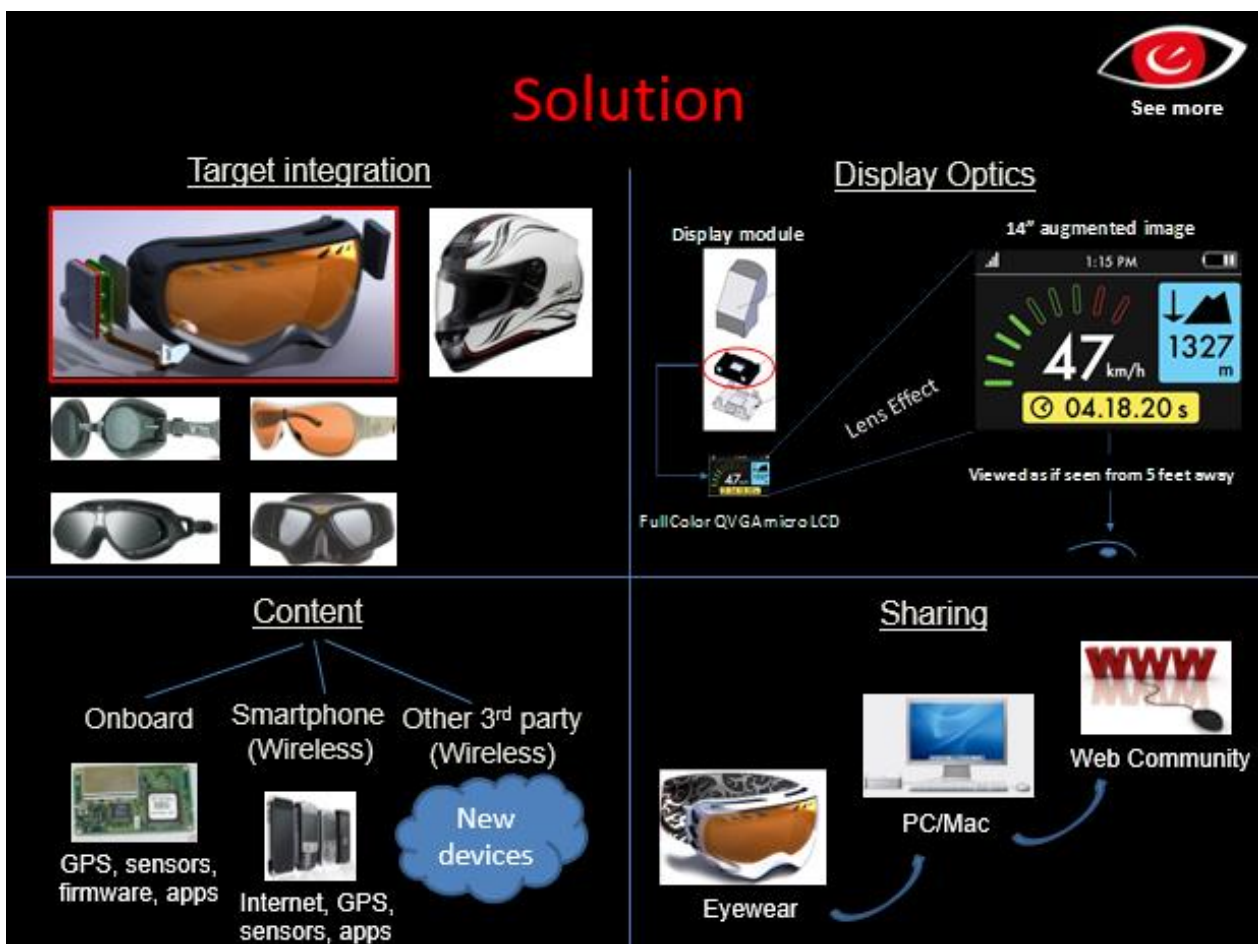 See more
Solution
Target integration
Display Optics
Display module
14” augmented image
1:15 PM
47 km/h
1327
m
04.18.20 s
Lens Effect
Viewed as if seen from 5 feet away
Full Color QVGA micro LCD
Content
Onboard
Smartphone
(Wireless)
Other 3rd party
(Wireless)
GPS, sensors,
firmware, apps
Internet, GPS,
sensors, apps
New
devices
Sharing
Eyewear
PC/Mac
WWW
Web Community